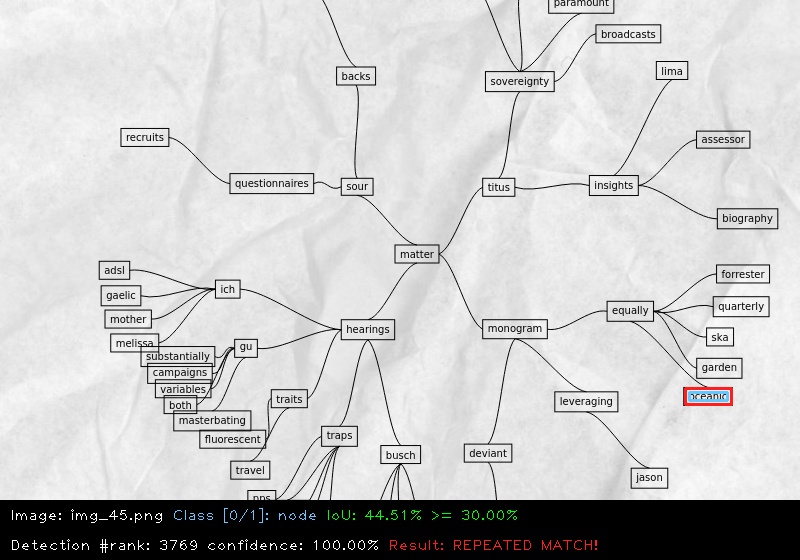 paramount
broadcasts
backs
sovereignty
lima
recruits
assessor
questionnaires
sour
titus
insights
biography
matter
adsl
forrester
ich
gaelic
quarterly
equally
mother
hearings
monogram
ska
melissa
gu
substantially
garden
campaigns
variables
oceanic
both
traits
leveraging
masterbating
fluorescent
traps
busch
deviant
travel
jason
pps
Image: img_45.png Class [0/1]: node IoU: 44.51% >= 30.00%
Detection #rank: 3769 confidence: 100.00% Result: REPEATED MATCH!